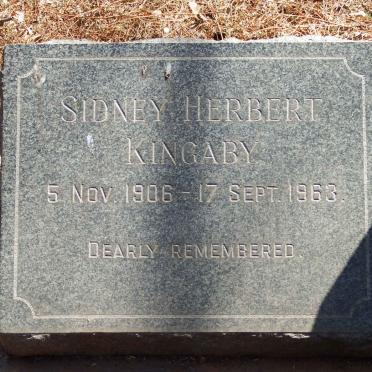 Sidney Herbert
Kingaby
5 Nov. 1906 – 17 Sept. 1963.
Dearly remembered.